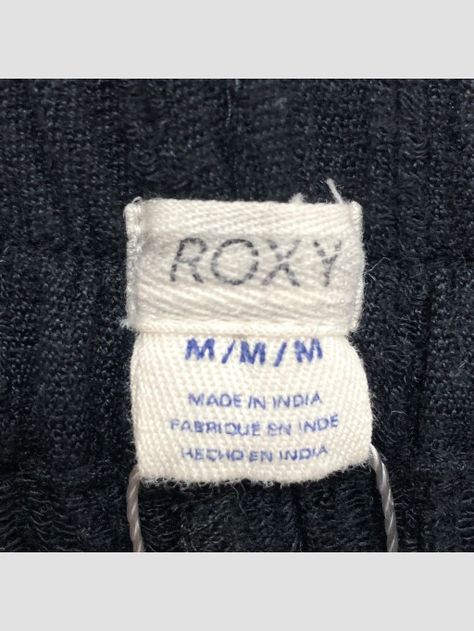 ROXY
M/M/M
MADE IN INDIA
FABRIQUE EN INDE
HECHO EN INDIA